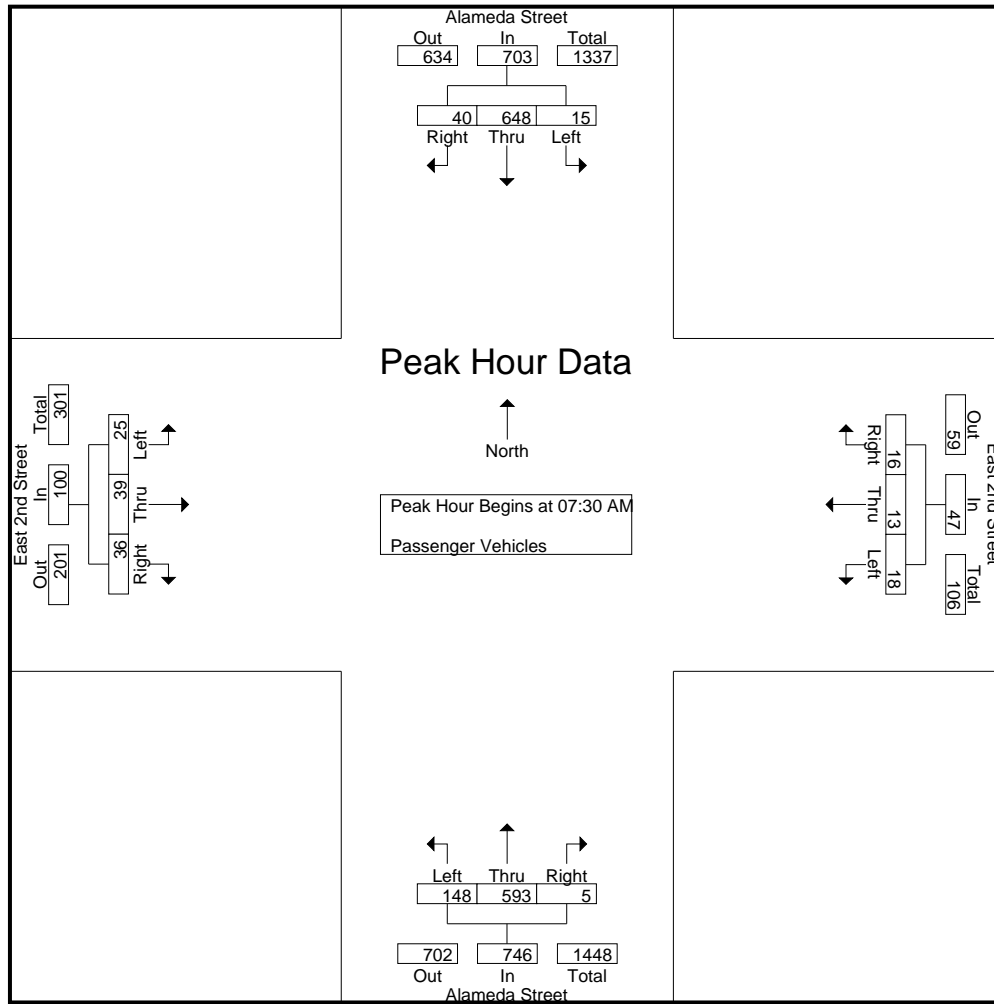 Alameda Street
Out In Total
634 703 1337
40 648 15
Right Thru Left
Peak Hour Data
North
Peak Hour Begins at 07:30 AM
Passenger Vehicles
East 2nd Street
Out In Total
201 100 301
Right Thru Left
36 39 25
East 2nd Street
Out In Total
59 47 106
Right Thru Left
16 13 18
Left Thru Right
148 593 5
702 746 1448
Out In Total
Alameda Street